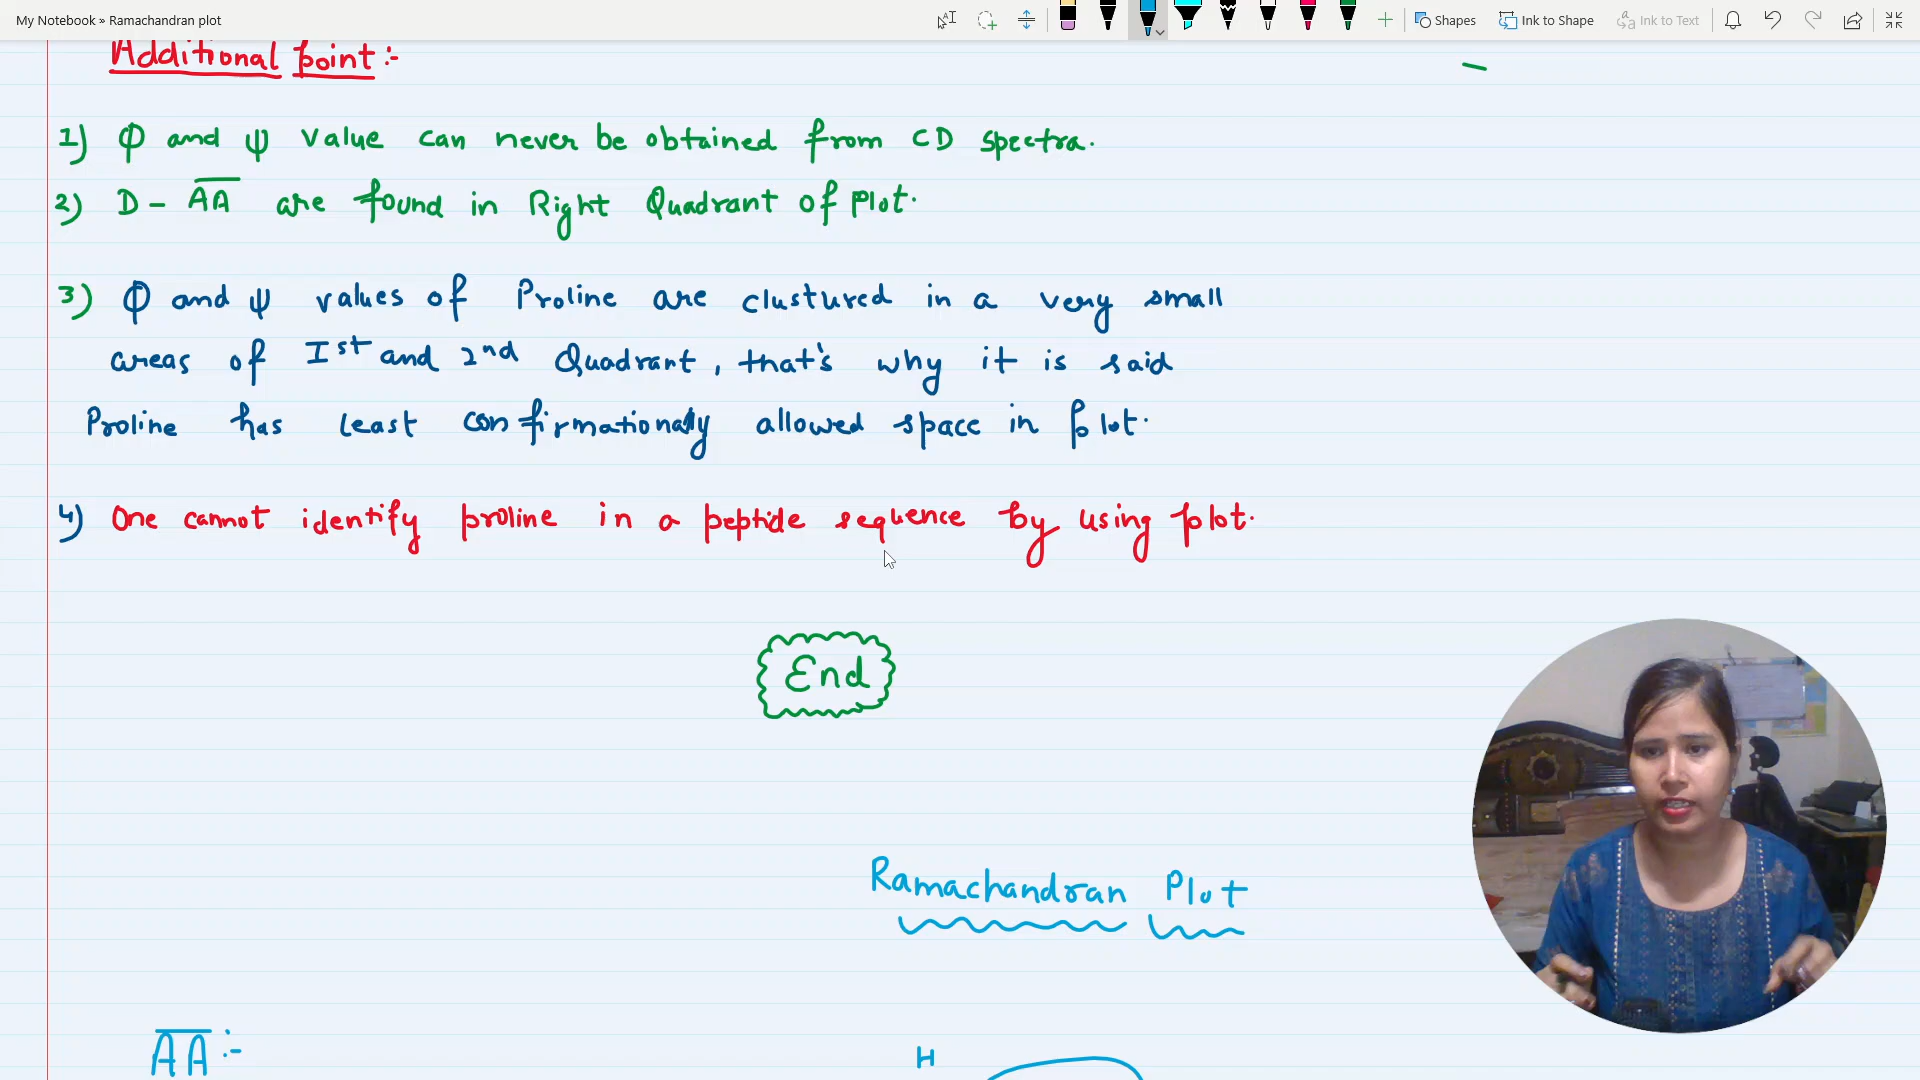 My Notebook » Ramachandran plot
Shapes
Link to Shape
Link to Text
Additional point :-
1) Φ and ψ value can never be obtained from CD spectra.
2) D - AA are found in Right Quadrant of plot.
3) Φ and ψ values of Proline are clustured in a very small
areas of Ist and 2nd Quadrant, that's why it is said
Proline has least confirmationally allowed space in plot.
4) One cannot identify proline in a peptide sequence by using plot.
End
Ramachandran Plot
AA :-
H